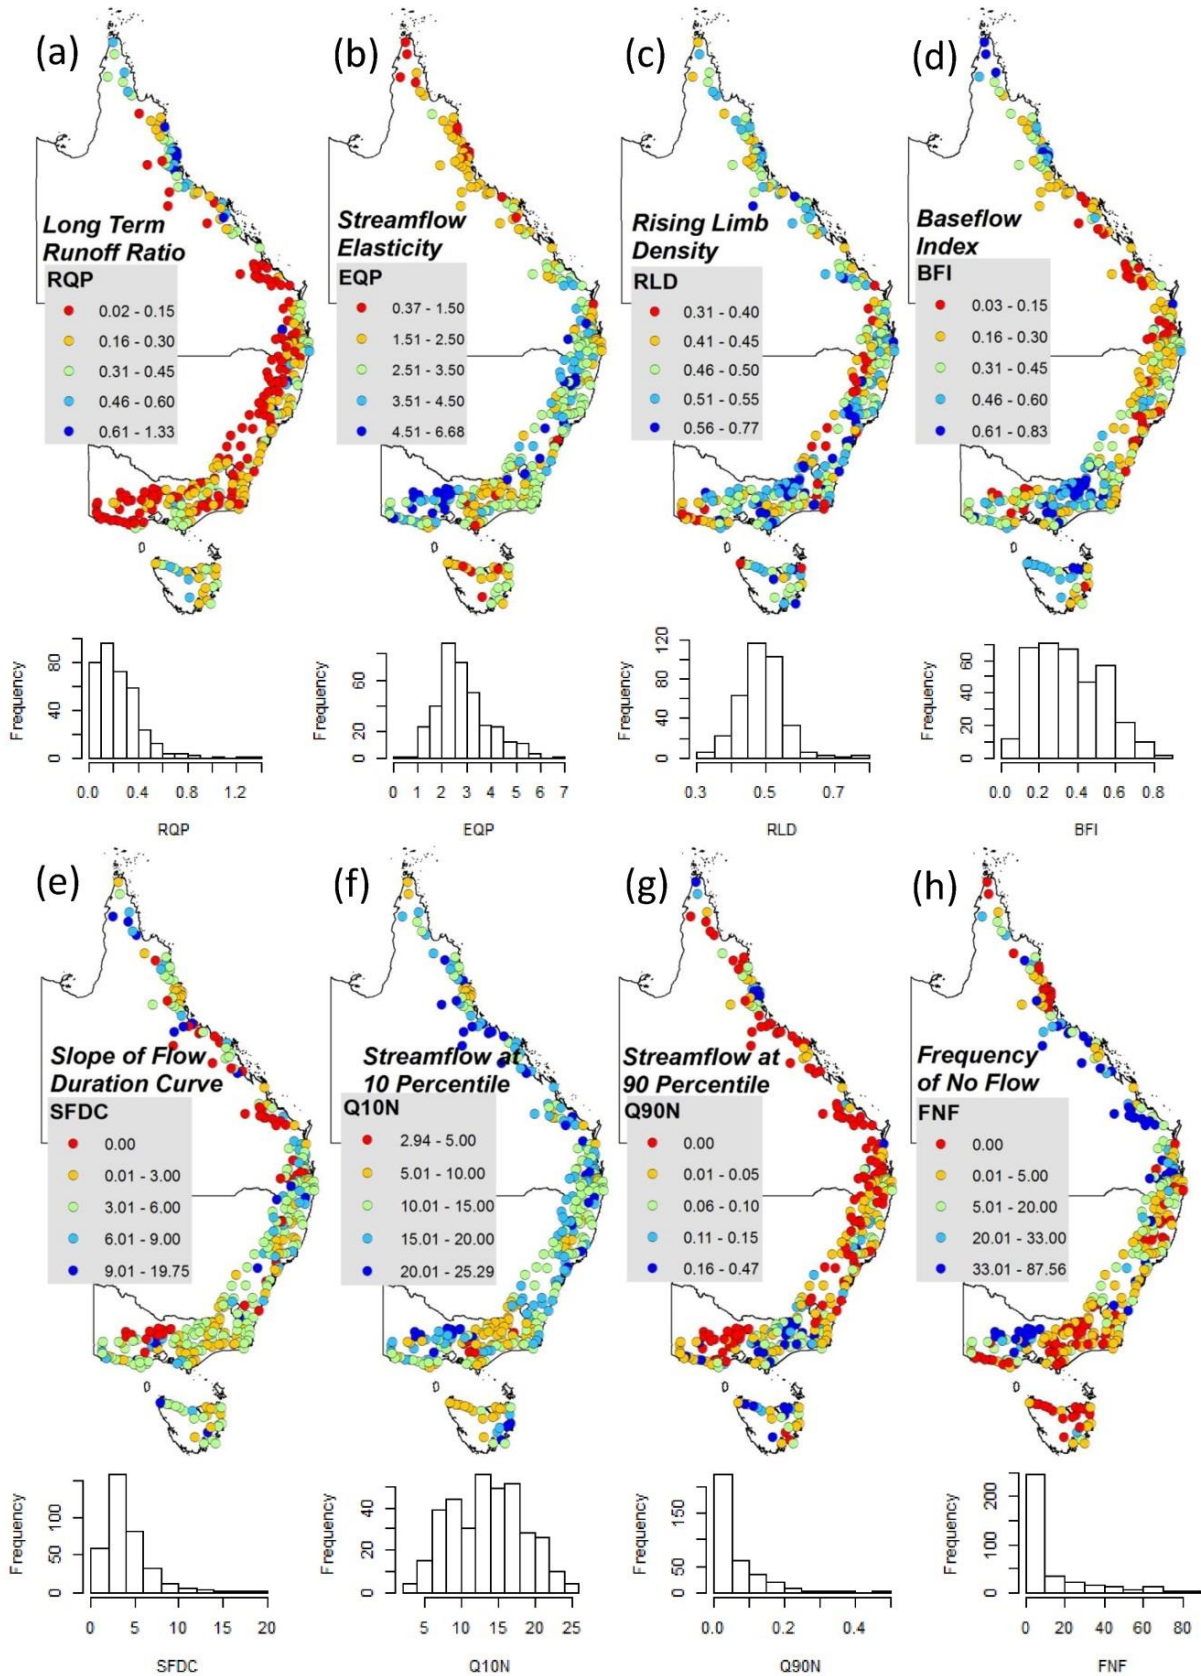 (a)
Long Term
Runoff Ratio
RQP
0.02 - 0.15
0.16 - 0.30
0.31 - 0.45
0.46 - 0.60
0.61 - 1.33
Frequency
0 40 80
0.0 0.4 0.8 1.2
RQP
(b)
Streamflow
Elasticity
EQP
0.37 - 1.50
1.51 - 2.50
2.51 - 3.50
3.51 - 4.50
4.51 - 6.68
Frequency
0 20 60
0 1 2 3 4 5 6 7
EQP
(c)
Rising Limb
Density
RLD
0.31 - 0.40
0.41 - 0.45
0.46 - 0.50
0.51 - 0.55
0.56 - 0.77
Frequency
0 40 80 120
0.3 0.5 0.7
RLD
(d)
Baseflow
Index
BFI
0.03 - 0.15
0.16 - 0.30
0.31 - 0.45
0.46 - 0.60
0.61 - 0.83
Frequency
0 20 40 60
0.0 0.2 0.4 0.6 0.8
BFI
(e)
Slope of Flow
Duration Curve
SFDC
0.00
0.01 - 3.00
3.01 - 6.00
6.01 - 9.00
9.01 - 19.75
Frequency
0 50 100
0 5 10 15 20
SFDC
(f)
Streamflow at
10 Percentile
Q10N
2.94 - 5.00
5.01 - 10.00
10.01 - 15.00
15.01 - 20.00
20.01 - 25.29
Frequency
0 20 40
5 10 15 20 25
Q10N
(g)
Streamflow at
90 Percentile
Q90N
0.00
0.01 - 0.05
0.06 - 0.10
0.11 - 0.15
0.16 - 0.47
Frequency
0 50 150
0.0 0.2 0.4
Q90N
(h)
Frequency
of No Flow
FNF
0.00
0.01 - 5.00
5.01 - 20.00
20.01 - 33.00
33.01 - 87.56
Frequency
0 100 200
0 20 40 60 80
FNF